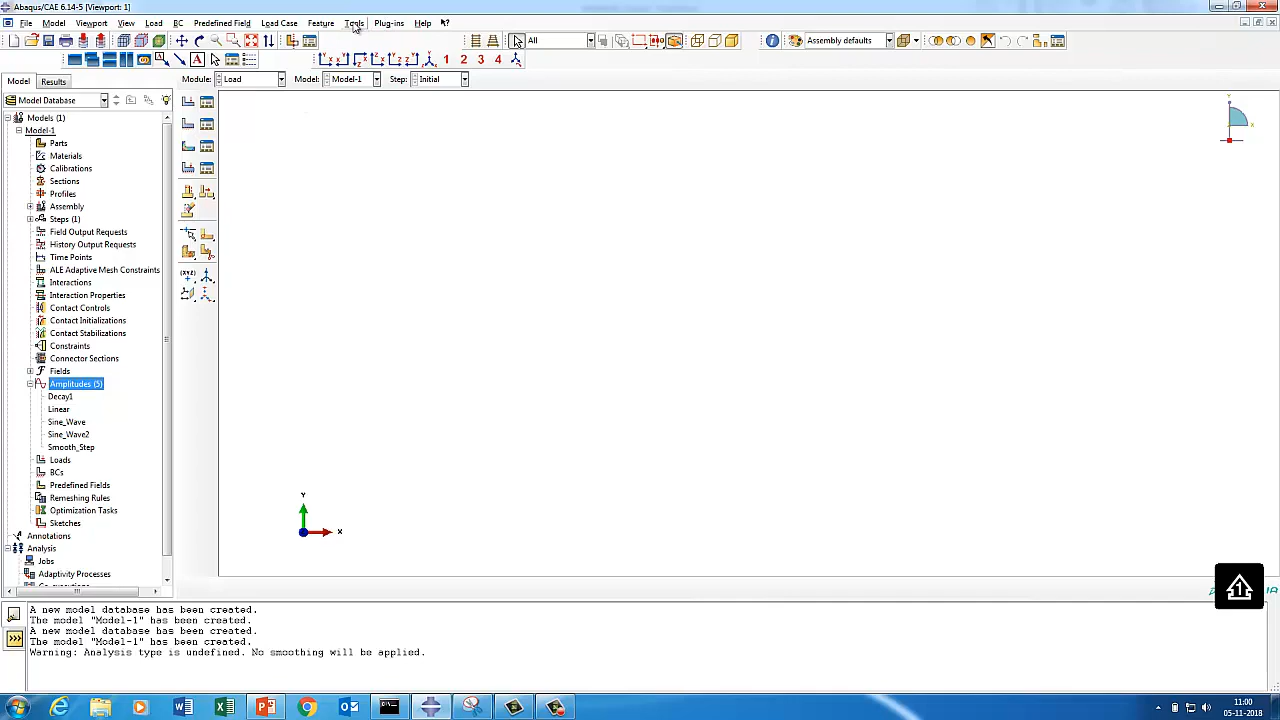 Abaqus/CAE 6.14-5 [Viewport: 1]
File Model Viewport View Load BC Predefined Field Load Case Feature Tools Plug-ins Help
All
Assembly defaults
1 2 3 4
Model Results
Module: Load Model: Model-1 Step: Initial
Model Database
Models (1)
Model-1
Parts
Materials
Calibrations
Sections
Profiles
Assembly
Steps (1)
Field Output Requests
History Output Requests
Time Points
ALE Adaptive Mesh Constraints
Interactions
Interaction Properties
Contact Controls
Contact Initializations
Contact Stabilizations
Constraints
Connector Sections
Fields
Amplitudes (5)
Decay1
Linear
Sine_Wave
Sine_Wave2
Smooth_Step
Loads
BCs
Predefined Fields
Remeshing Rules
Optimization Tasks
Sketches
Annotations
Analysis
Jobs
Adaptivity Processes
Y
X
A new model database has been created.
The model "Model-1" has been created.
A new model database has been created.
The model "Model-1" has been created.
Warning: Analysis type is undefined. No smoothing will be applied.
11:00
05-11-2018